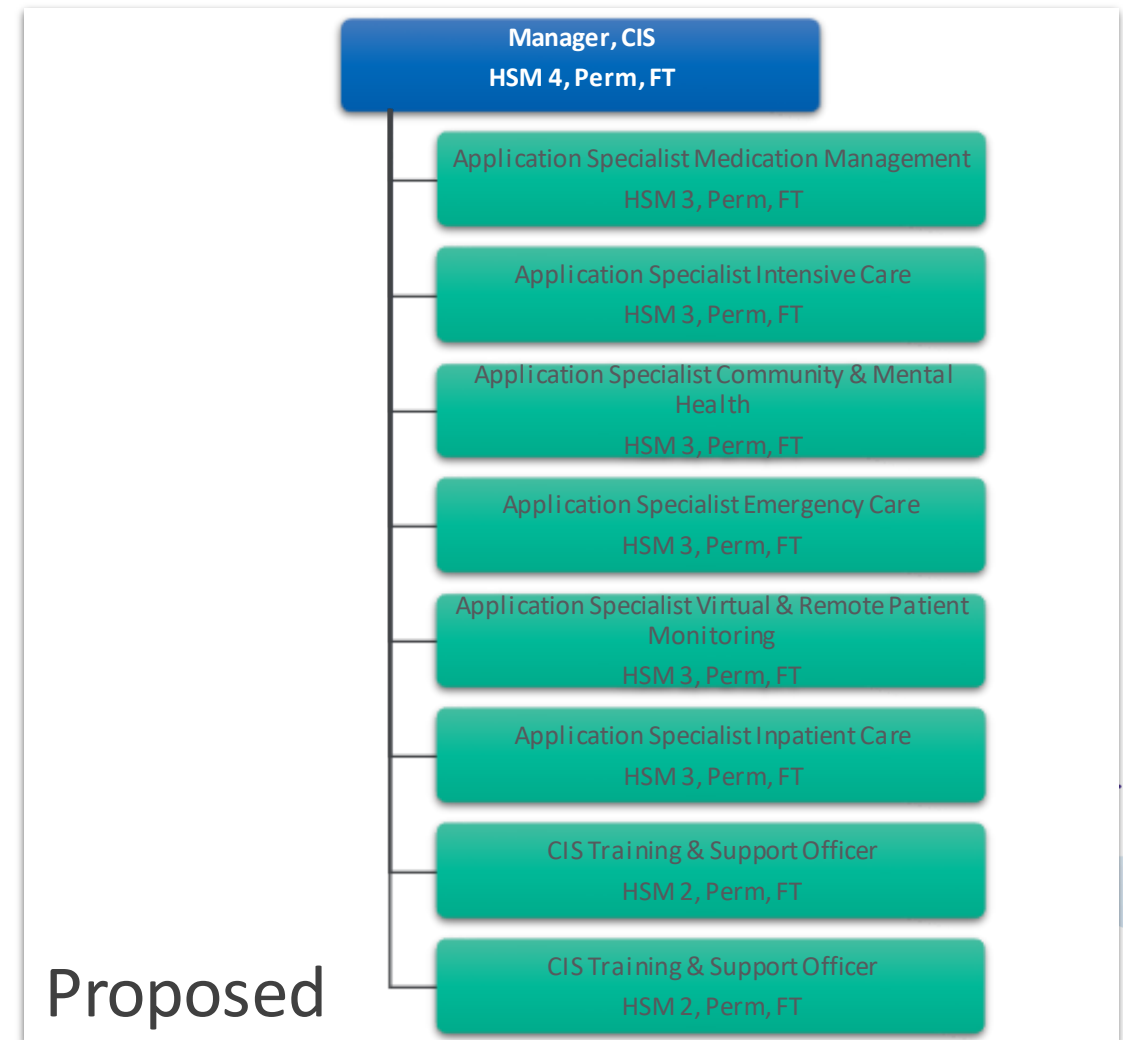 Manager, CIS
HSM 4, Perm, FT
Application Specialist Medication Management
HSM 3, Perm, FT
Application Specialist Intensive Care
HSM 3, Perm, FT
Application Specialist Community & Mental
Health
HSM 3, Perm, FT
Application Specialist Emergency Care
HSM 3, Perm, FT
Application Specialist Virtual & Remote Patient
Monitoring
HSM 3, Perm, FT
Application Specialist Inpatient Care
HSM 3, Perm, FT
CIS Training & Support Officer
HSM 2, Perm, FT
CIS Training & Support Officer
HSM 2, Perm, FT
Proposed